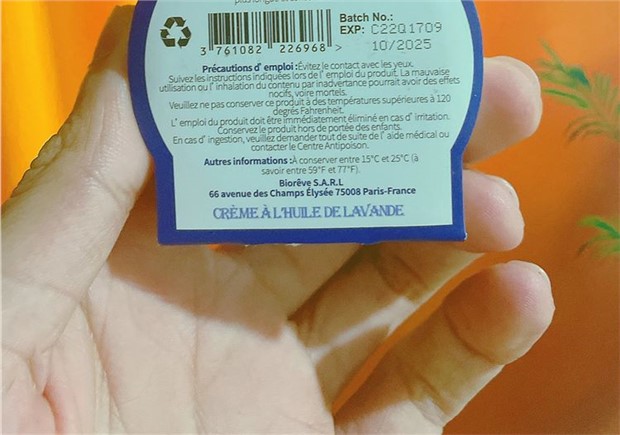 Batch No.:
EXP: C22Q1709
10/2025
3 761082 226968 >
Précautions d' emploi :Évitez le contact avec les yeux.
Suivez les instructions indiquées lors de l' emploi du produit. La mauvaise
utilisation ou l' inhalation du contenu par inadvertance pourrait avoir des effets
nocifs, voire mortels.
Veuillez ne pas conserver ce produit à des températures supérieures à 120
degrés Fahrenheit.
L' emploi du produit doit être immédiatement éliminé en cas d' irritation.
Conservez le produit hors de portée des enfants.
En cas d' ingestion, veuillez demander tout de suite de l' aide médical ou
contacter le Centre Antipoison.
Autres informations :À conserver entre 15°C et 25°C (à
savoir entre 59°F et 77°F).
Biorêve S.A.R.L
66 avenue des Champs Élysée 75008 Paris-France
CRÈME À L'HUILE DE LAVANDE